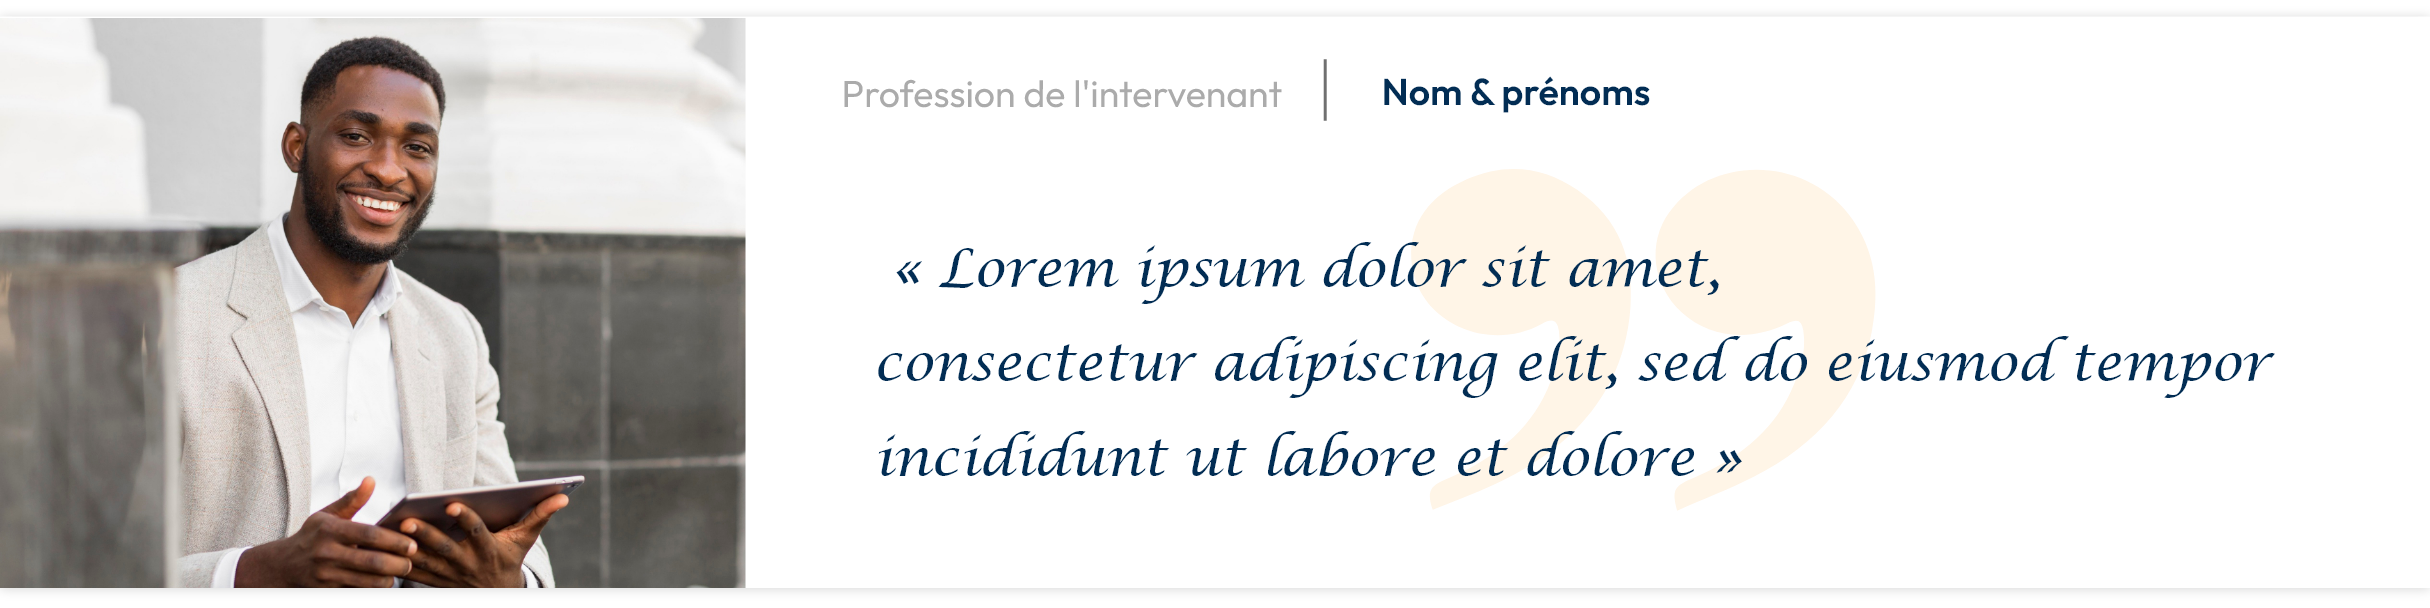 Profession de l'intervenant | Nom & prénoms
« Lorem ipsum dolor sit amet,
consectetur adipiscing elit, sed do eiusmod tempor
incididunt ut labore et dolore »